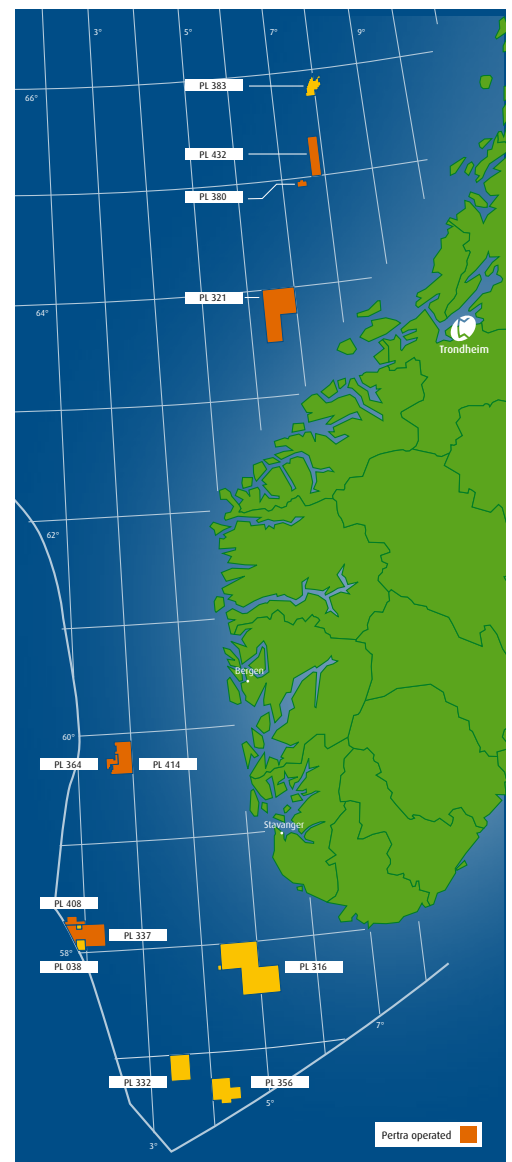 3°
5°
7°
9°
PL 383
66°
PL 432
PL 380
PL 321
64°
Trondheim
62°
Bergen
60°
PL 364
PL 414
Stavanger
PL 408
PL 337
58°
PL 038
PL 316
7°
PL 332
PL 356
5°
Pertra operated
3°